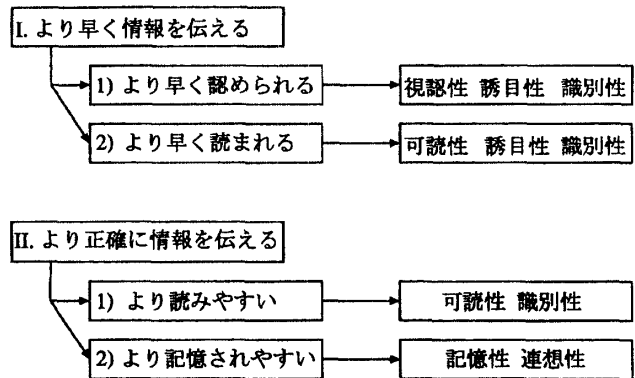 I. より早く情報を伝える
1) より早く認められる
視認性 誘目性 識別性
2) より早く読まれる
可読性 誘目性 識別性
II. より正確に情報を伝える
1) より読みやすい
可読性 識別性
2) より記憶されやすい
記憶性 連想性